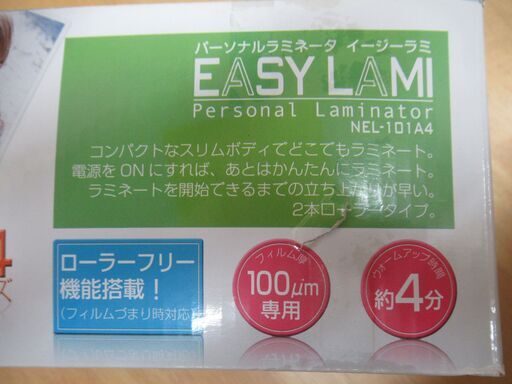 パーソナルラミネータ イージーラミ
EASY LAMI
Personal Laminator
NEL-101A4
コンパクトなスリムボディでどこでもラミネート。
電源をONにすれば、あとはかんたんにラミネート。
ラミネートを開始できるまでの立ち上がりが早い。
2本ローラータイプ。
4
ズ
ローラーフリー
機能搭載!
(フィルムづまり時対応)
フィルム厚
100μm
専用
ウォームアップ時間
約4分